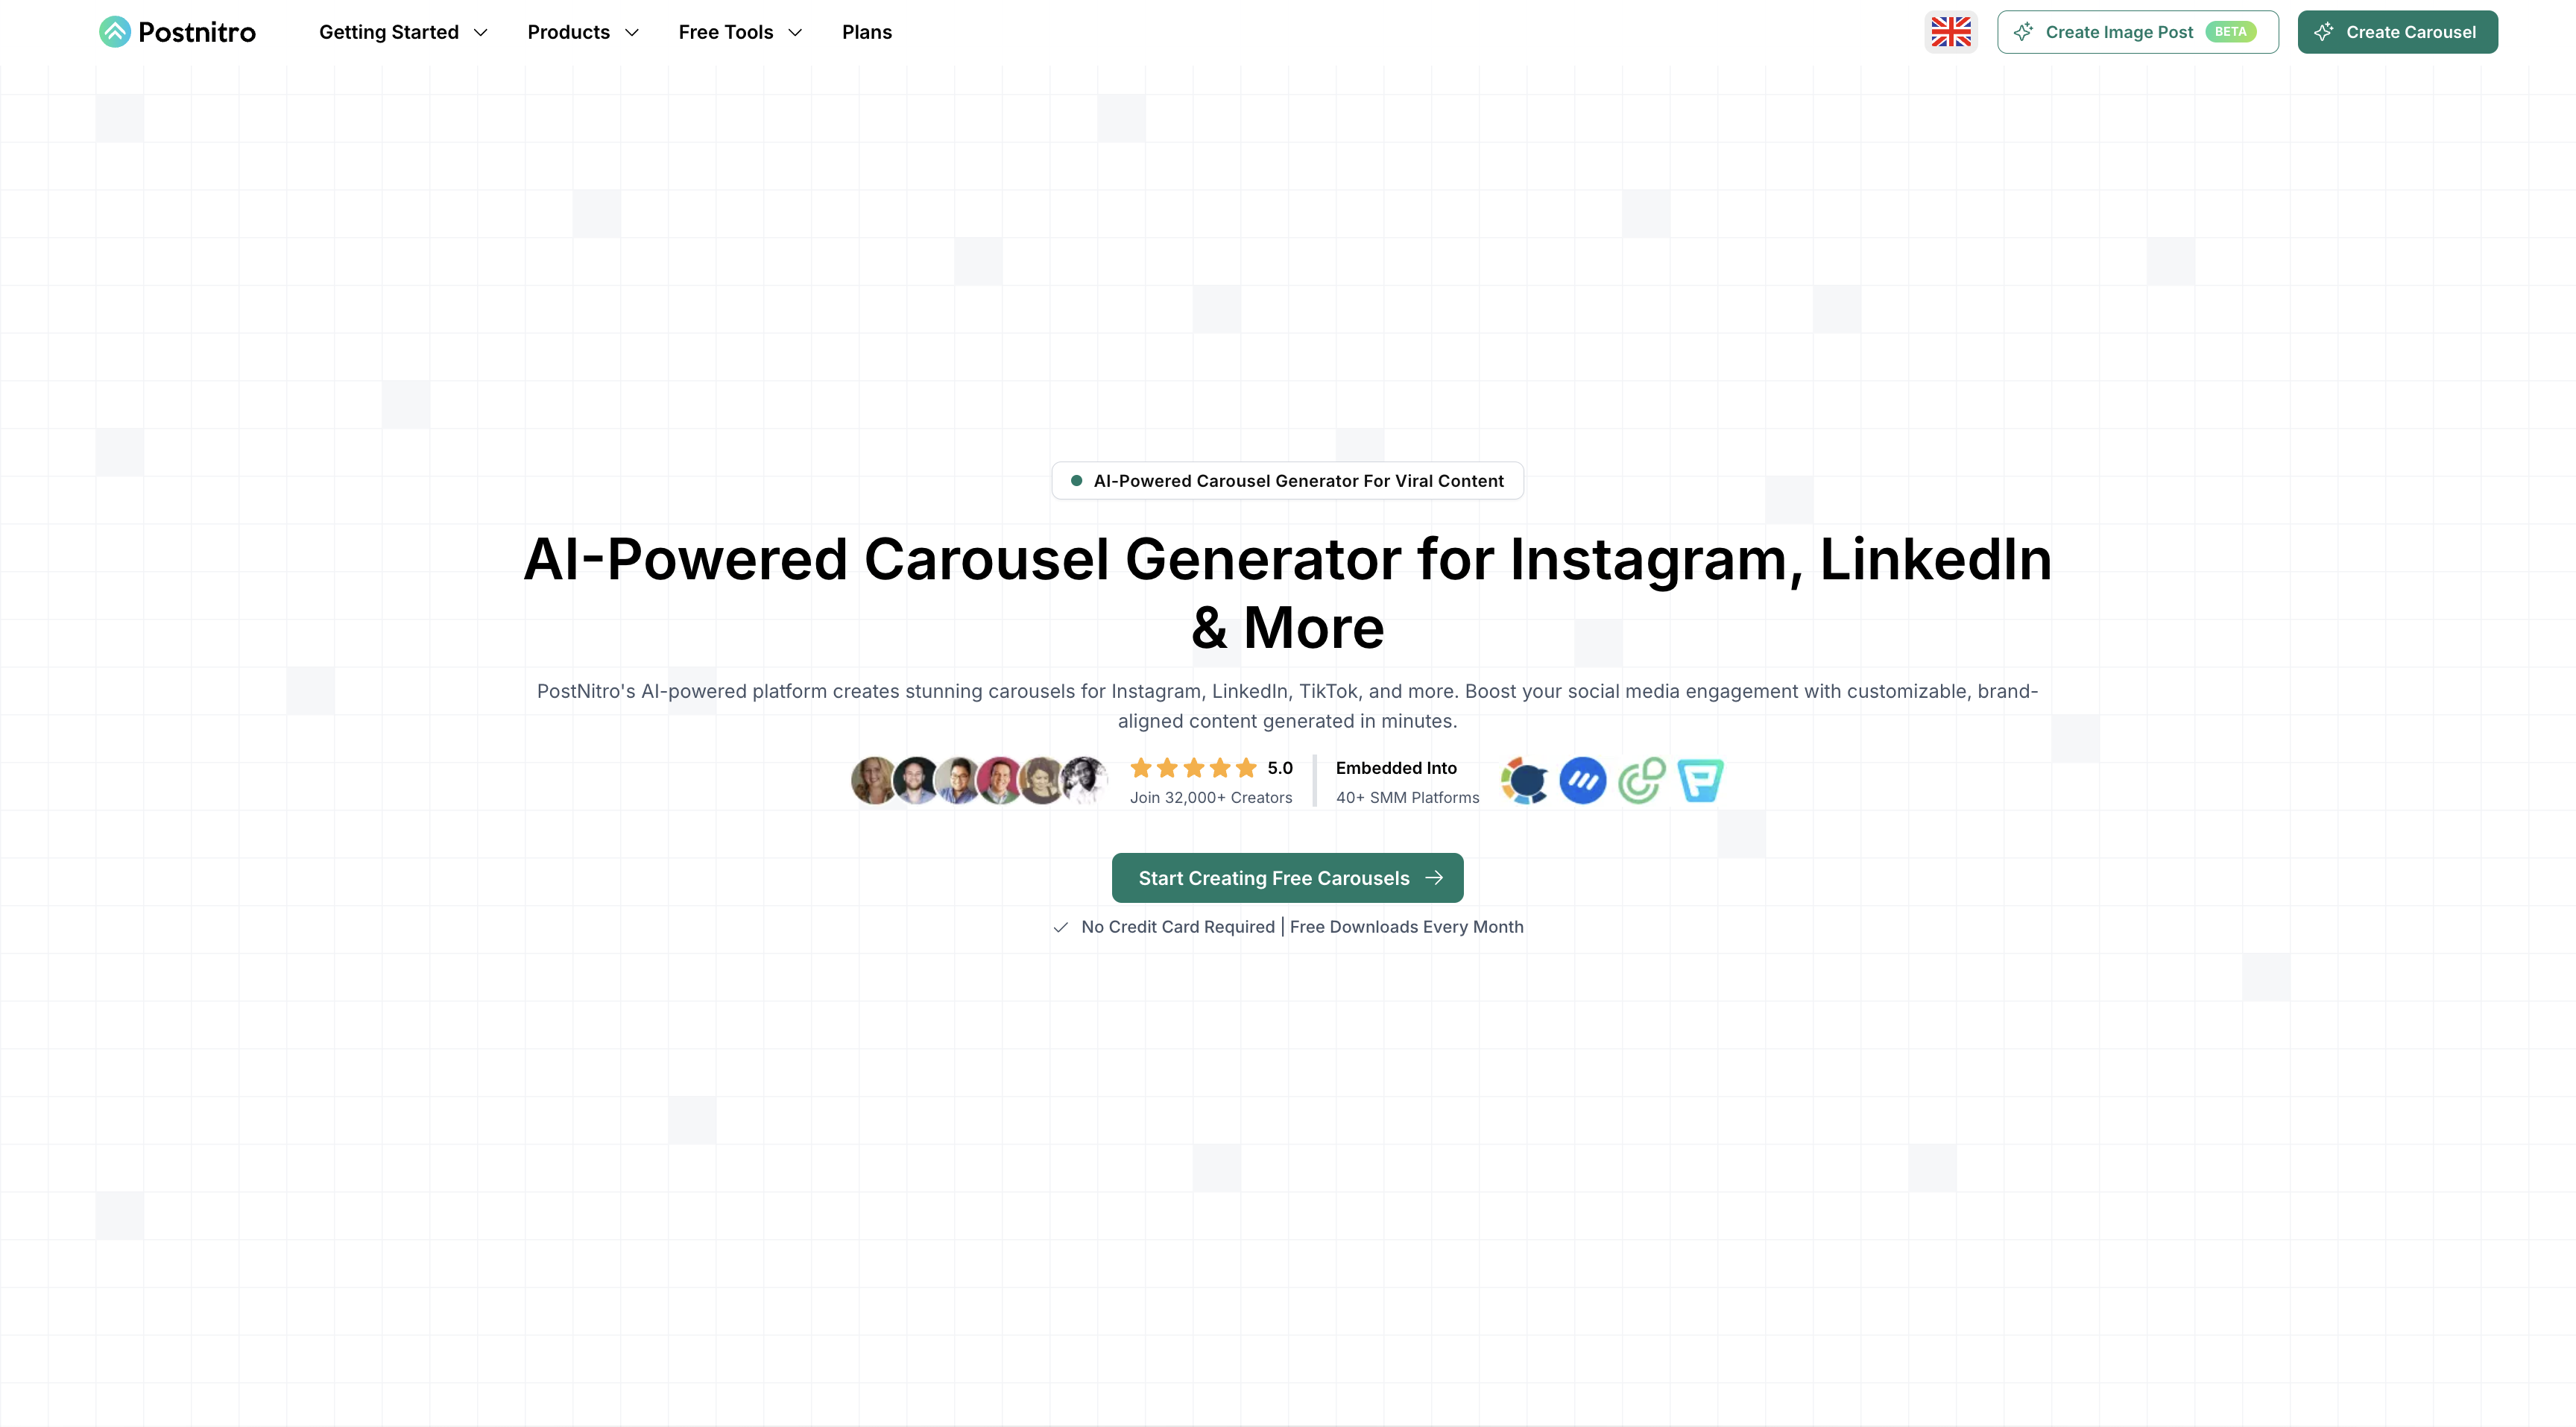 Postnitro
Getting Started
Products
Free Tools
Plans
Create Image Post BETA
Create Carousel
AI-Powered Carousel Generator For Viral Content
AI-Powered Carousel Generator for Instagram, LinkedIn
& More
PostNitro's AI-powered platform creates stunning carousels for Instagram, LinkedIn, TikTok, and more. Boost your social media engagement with customizable, brand-
aligned content generated in minutes.
5.0
Join 32,000+ Creators
Embedded Into
40+ SMM Platforms
Start Creating Free Carousels
No Credit Card Required | Free Downloads Every Month